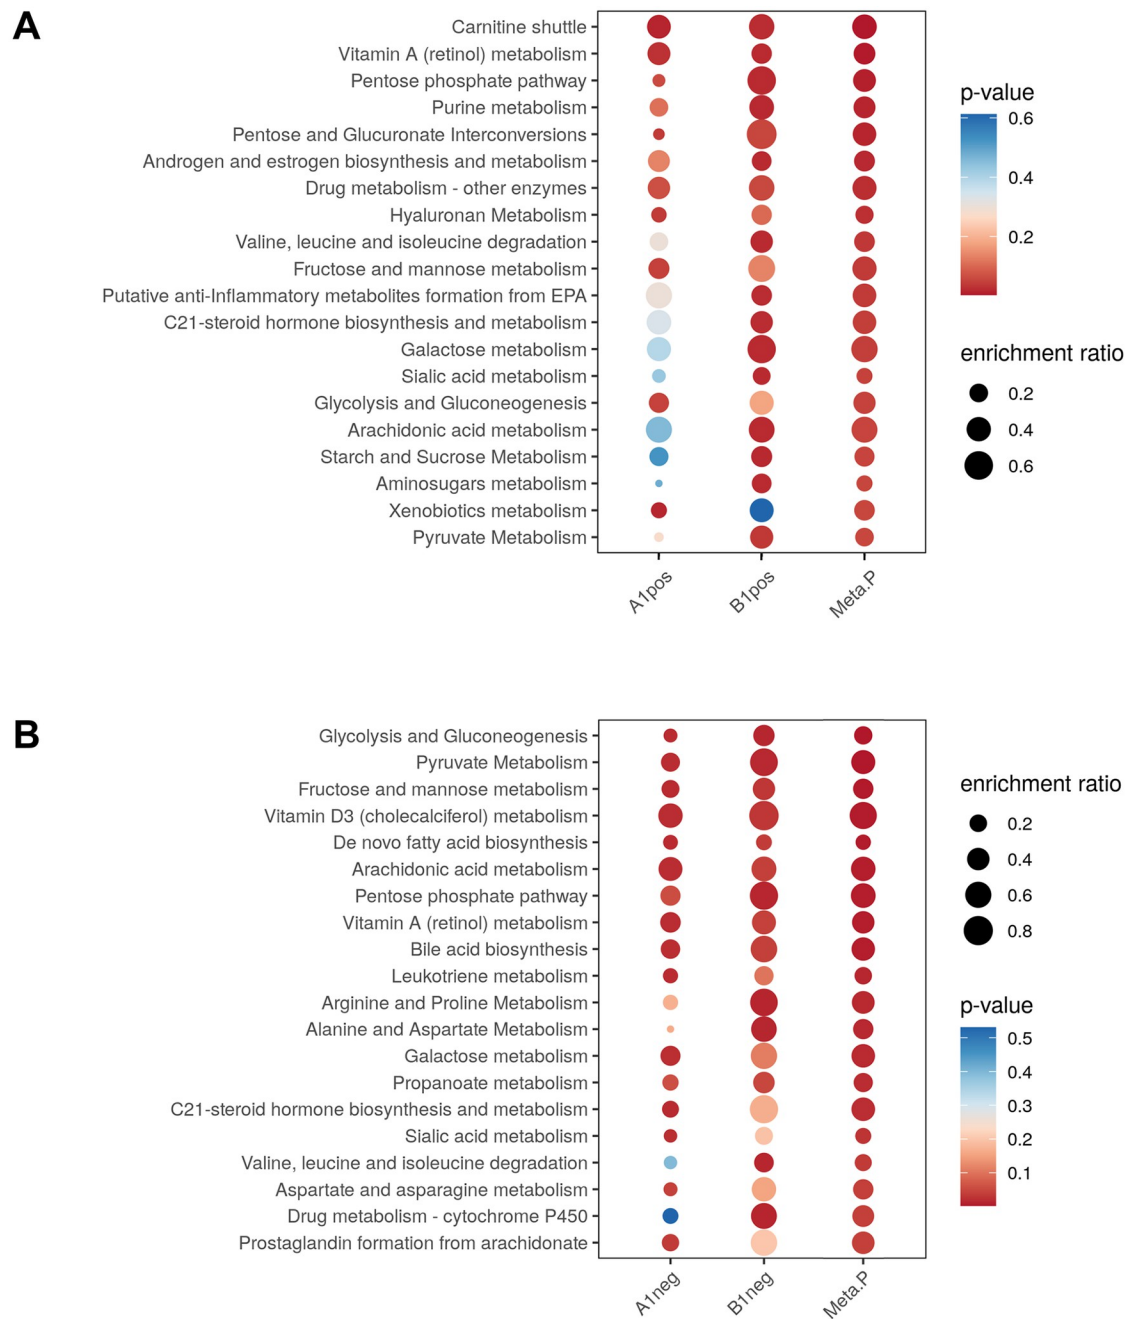 A
Carnitine shuttle
Vitamin A (retinol) metabolism
Pentose phosphate pathway
Purine metabolism
Pentose and Glucuronate Interconversions
Androgen and estrogen biosynthesis and metabolism
Drug metabolism - other enzymes
Hyaluronan Metabolism
Valine, leucine and isoleucine degradation
Fructose and mannose metabolism
Putative anti-Inflammatory metabolites formation from EPA
C21-steroid hormone biosynthesis and metabolism
Galactose metabolism
Sialic acid metabolism
Glycolysis and Gluconeogenesis
Arachidonic acid metabolism
Starch and Sucrose Metabolism
Aminosugars metabolism
Xenobiotics metabolism
Pyruvate Metabolism
A1pos
B1pos
Meta.P
p-value
0.6
0.4
0.2
enrichment ratio
0.2
0.4
0.6
B
Glycolysis and Gluconeogenesis
Pyruvate Metabolism
Fructose and mannose metabolism
Vitamin D3 (cholecalciferol) metabolism
De novo fatty acid biosynthesis
Arachidonic acid metabolism
Pentose phosphate pathway
Vitamin A (retinol) metabolism
Bile acid biosynthesis
Leukotriene metabolism
Arginine and Proline Metabolism
Alanine and Aspartate Metabolism
Galactose metabolism
Propanoate metabolism
C21-steroid hormone biosynthesis and metabolism
Sialic acid metabolism
Valine, leucine and isoleucine degradation
Aspartate and asparagine metabolism
Drug metabolism - cytochrome P450
Prostaglandin formation from arachidonate
A1neg
B1neg
Meta.P
enrichment ratio
0.2
0.4
0.6
0.8
p-value
0.5
0.4
0.3
0.2
0.1